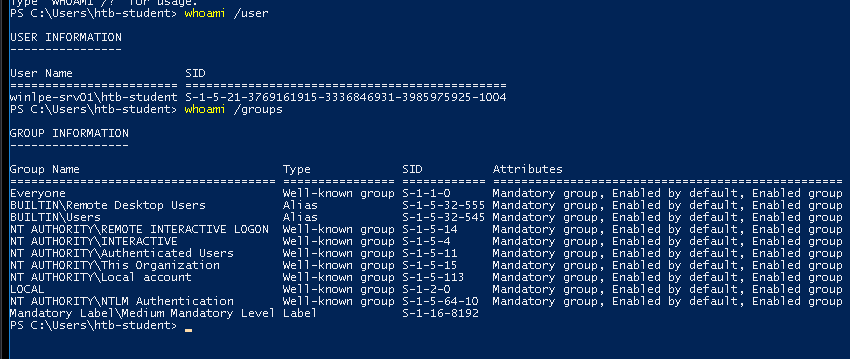 Type "WHOAMI /?" for usage.
PS C:\Users\htb-student> whoami /user

USER INFORMATION
----------------

User Name              SID
====================== ==============================================
winlpe-srv01\htb-student S-1-5-21-3769161915-3336846931-3985975925-1004
PS C:\Users\htb-student> whoami /groups

GROUP INFORMATION
-----------------

Group Name                             Type             SID          Attributes
====================================== ================ ============ ==================================================
Everyone                               Well-known group S-1-1-0      Mandatory group, Enabled by default, Enabled group
BUILTIN\Remote Desktop Users           Alias            S-1-5-32-555 Mandatory group, Enabled by default, Enabled group
BUILTIN\Users                          Alias            S-1-5-32-545 Mandatory group, Enabled by default, Enabled group
NT AUTHORITY\REMOTE INTERACTIVE LOGON  Well-known group S-1-5-14     Mandatory group, Enabled by default, Enabled group
NT AUTHORITY\INTERACTIVE               Well-known group S-1-5-4      Mandatory group, Enabled by default, Enabled group
NT AUTHORITY\Authenticated Users       Well-known group S-1-5-11     Mandatory group, Enabled by default, Enabled group
NT AUTHORITY\This Organization         Well-known group S-1-5-15     Mandatory group, Enabled by default, Enabled group
NT AUTHORITY\Local account             Well-known group S-1-5-113    Mandatory group, Enabled by default, Enabled group
LOCAL                                  Well-known group S-1-2-0      Mandatory group, Enabled by default, Enabled group
NT AUTHORITY\NTLM Authentication       Well-known group S-1-5-64-10  Mandatory group, Enabled by default, Enabled group
Mandatory Label\Medium Mandatory Level Label            S-1-16-8192
PS C:\Users\htb-student>